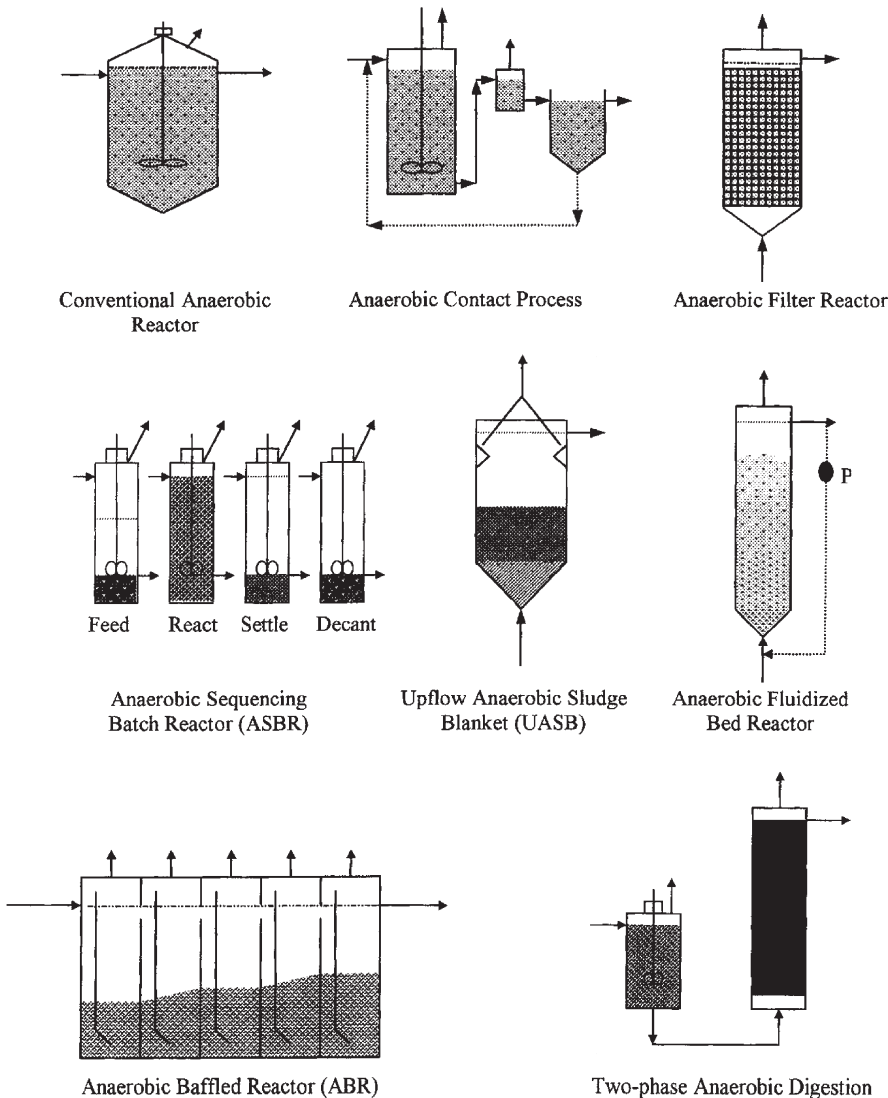 Conventional Anaerobic
Reactor
Anaerobic Contact Process
Anaerobic Filter Reactor
Feed React Settle Decant
Anaerobic Sequencing
Batch Reactor (ASBR)
Upflow Anaerobic Sludge
Blanket (UASB)
P
Anaerobic Fluidized
Bed Reactor
Anaerobic Baffled Reactor (ABR)
Two-phase Anaerobic Digestion